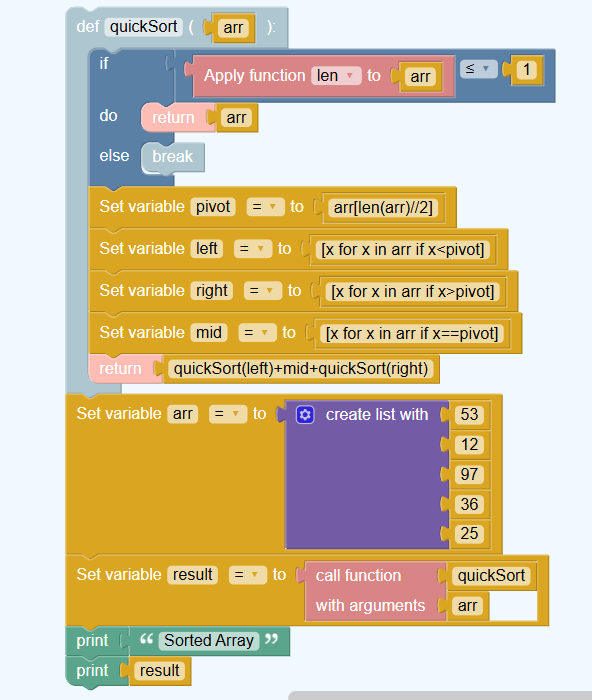 def quickSort ( arr ):
if Apply function len to arr ≤ 1
do return arr
else break
Set variable pivot = to arr[len(arr)//2]
Set variable left = to [x for x in arr if x<pivot]
Set variable right = to [x for x in arr if x>pivot]
Set variable mid = to [x for x in arr if x==pivot]
return quickSort(left)+mid+quickSort(right)
Set variable arr = to create list with 53
12
97
36
25
Set variable result = to call function quickSort
with arguments arr
print “ Sorted Array ”
print result